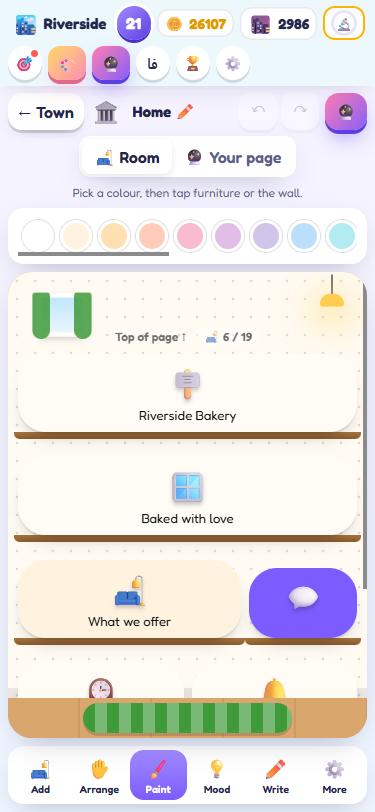 Riverside 21 26107 2986
فا
← Town Home
Room Your page
Pick a colour, then tap furniture or the wall.
Top of page ↑ 6 / 19
Riverside Bakery
Baked with love
What we offer
Add Arrange Paint Mood Write More